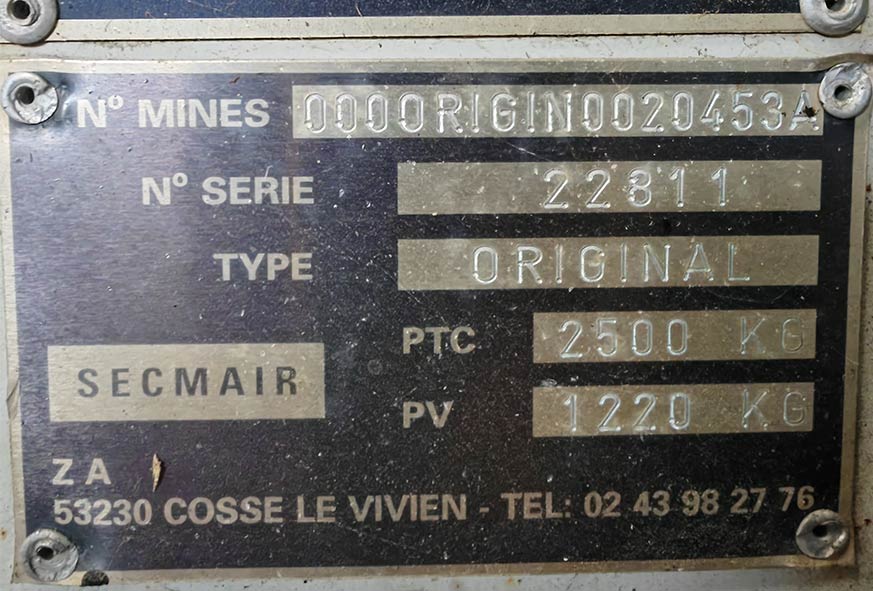 N° MINES 0000RIGIN0020453A
N° SERIE 22811
TYPE ORIGINAL
PTC 2500 KG
SECMAIR
PV 1220 KG
Z A
53230 COSSE LE VIVIEN - TEL: 02 43 98 27 76